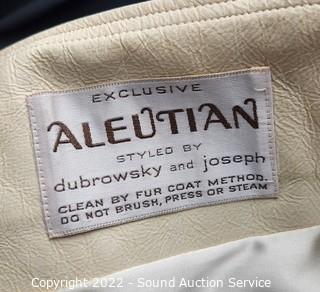 EXCLUSIVE
ALEUTIAN
STYLED BY
dubrowsky and joseph
CLEAN BY FUR COAT METHOD.
DO NOT BRUSH, PRESS OR STEAM
Copyright 2022 - Sound Auction Service